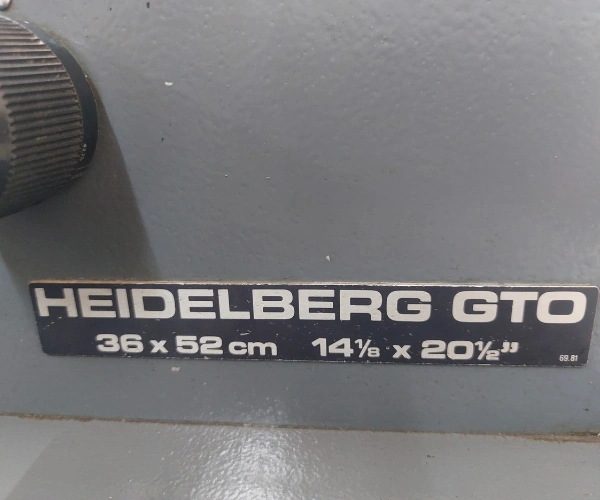 HEIDELBERG GTO
36 x 52 cm 14⅛ x 20½" 69.81